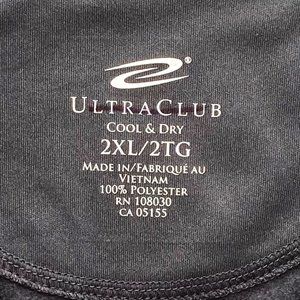 ®
ULTRACLUB
COOL & DRY
2XL/2TG
MADE IN/FABRIQUÉ AU
VIETNAM
100% POLYESTER
RN 108030
CA 05155